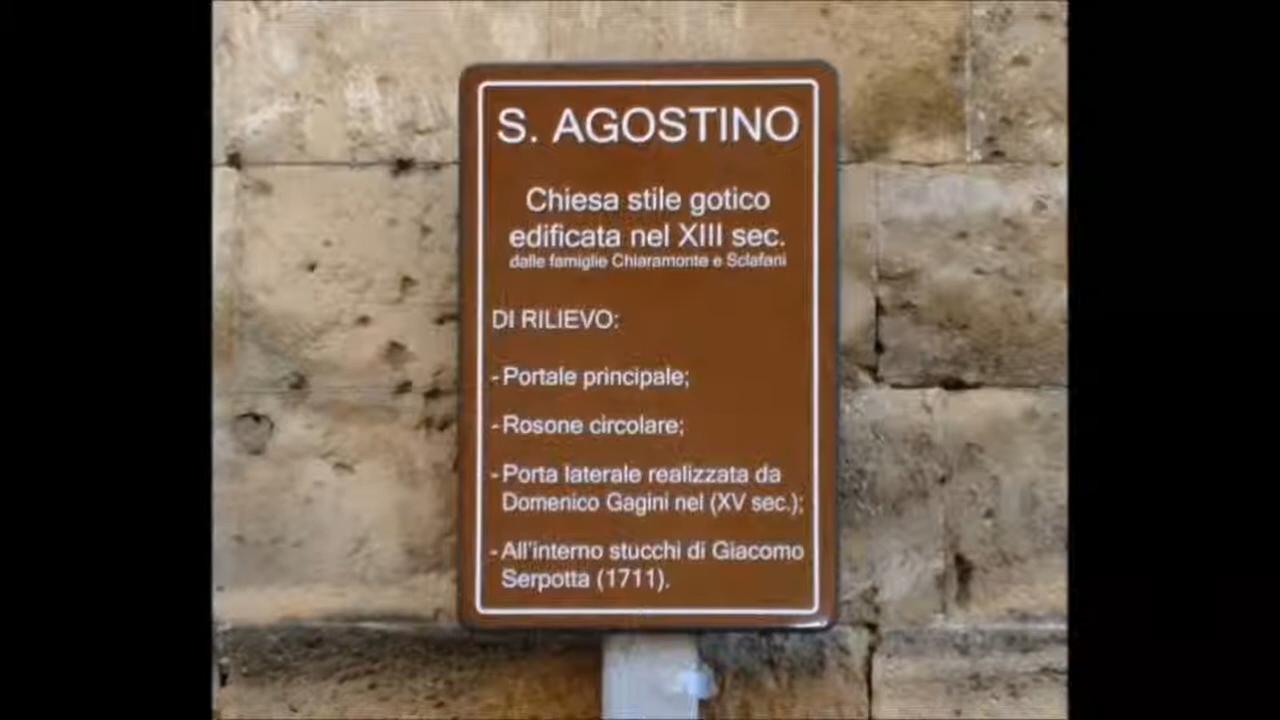 S. AGOSTINO
Chiesa stile gotico
edificata nel XIII sec.
dalle famiglie Chiaramonte e Sclafani
DI RILIEVO:
- Portale principale;
- Rosone circolare;
- Porta laterale realizzata da
Domenico Gagini nel (XV sec.);
- All'interno stucchi di Giacomo
Serpotta (1711).